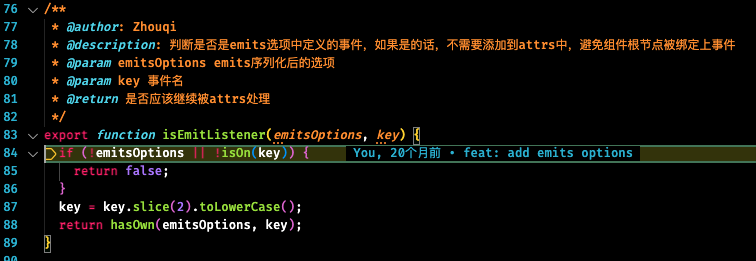 76 /**
77 * @author: Zhouqi
78 * @description: 判断是否是emits选项中定义的事件，如果是的话，不需要添加到attrs中，避免组件根节点被绑定上事件
79 * @param emitsOptions emits序列化后的选项
80 * @param key 事件名
81 * @return 是否应该继续被attrs处理
82 */
83 export function isEmitListener(emitsOptions, key) {
84 if (!emitsOptions || !isOn(key)) { You, 20个月前 • feat: add emits options
85 return false;
86 }
87 key = key.slice(2).toLowerCase();
88 return hasOwn(emitsOptions, key);
89 }
90